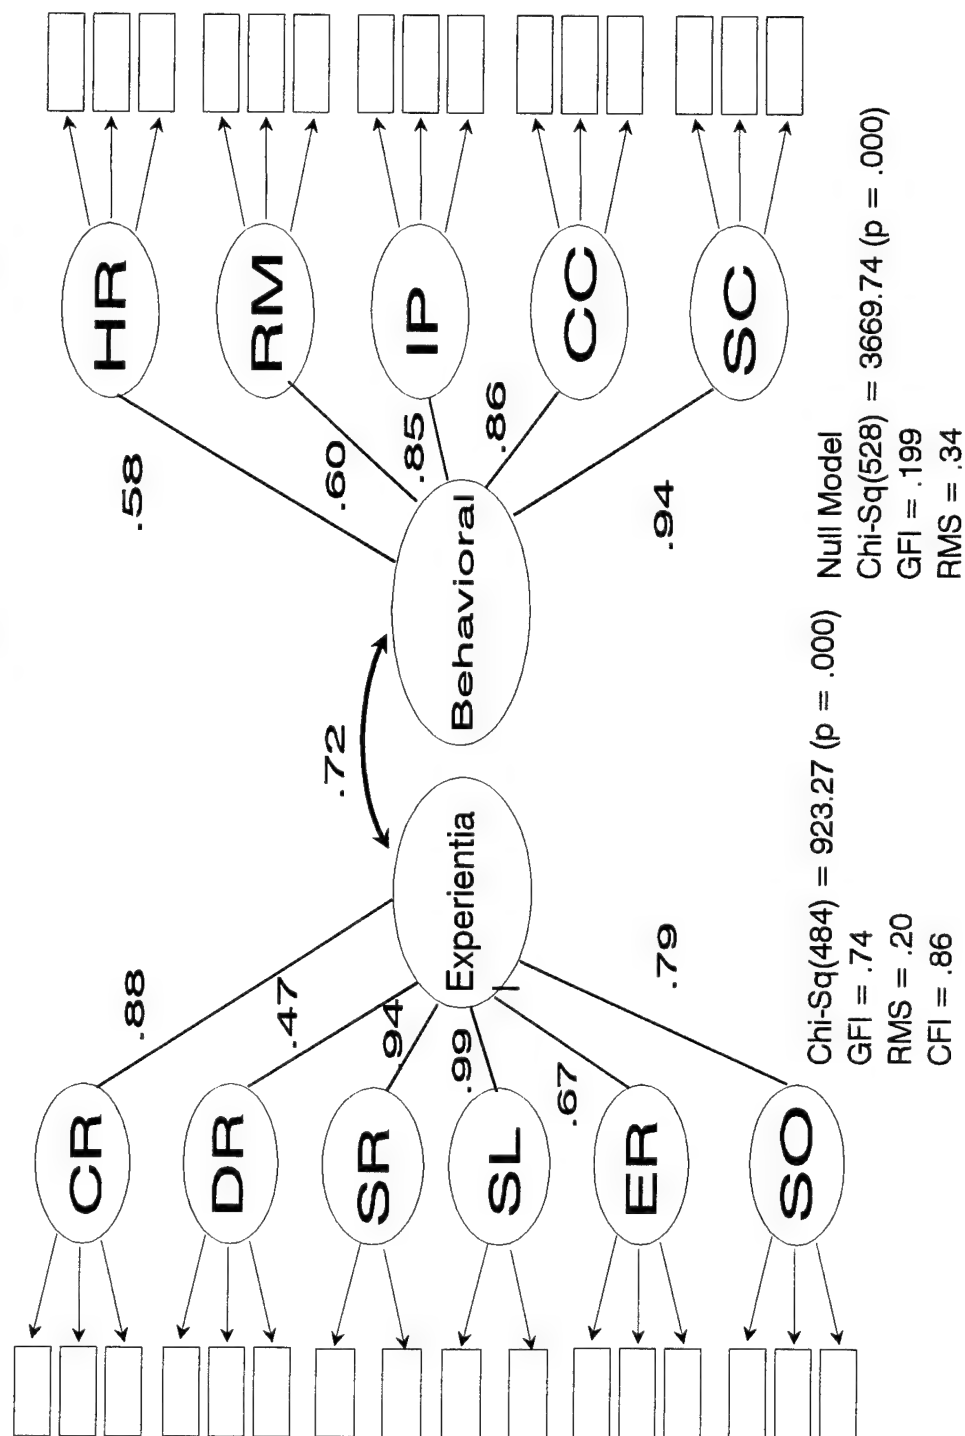 CR
DR
SR
SL
ER
SO
.88
.47
.94
.99
.67
.79
Experientia
l
.72
Behavioral
.58
.60
.85
.86
.94
HR
RM
IP
CC
SC
Chi-Sq(484) = 923.27 (p = .000)
GFI = .74
RMS = .20
CFI = .86
Null Model
Chi-Sq(528) = 3669.74 (p = .000)
GFI = .199
RMS = .34